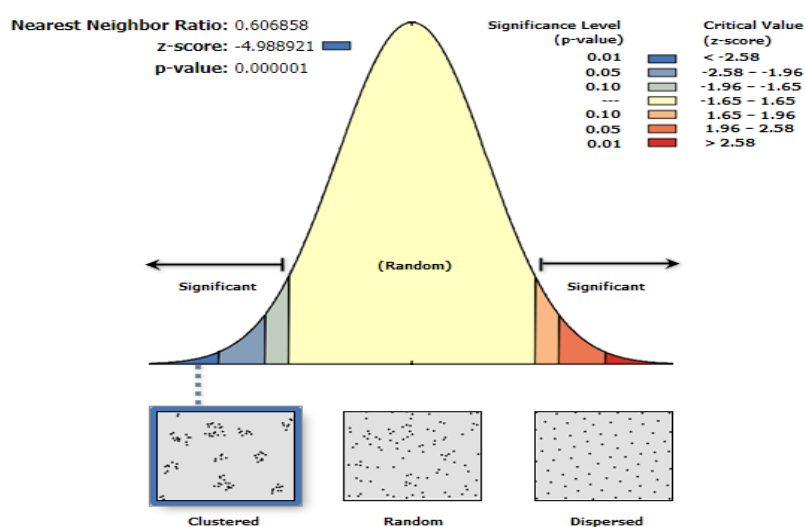 Nearest Neighbor Ratio: 0.606858
z-score: -4.988921
p-value: 0.000001
Significance Level
(p-value)
Critical Value
(z-score)
0.01 < -2.58
0.05 -2.58 – -1.96
0.10 -1.96 – -1.65
--- -1.65 – 1.65
0.10 1.65 – 1.96
0.05 1.96 – 2.58
0.01 > 2.58
(Random)
Significant
Significant
Clustered
Random
Dispersed